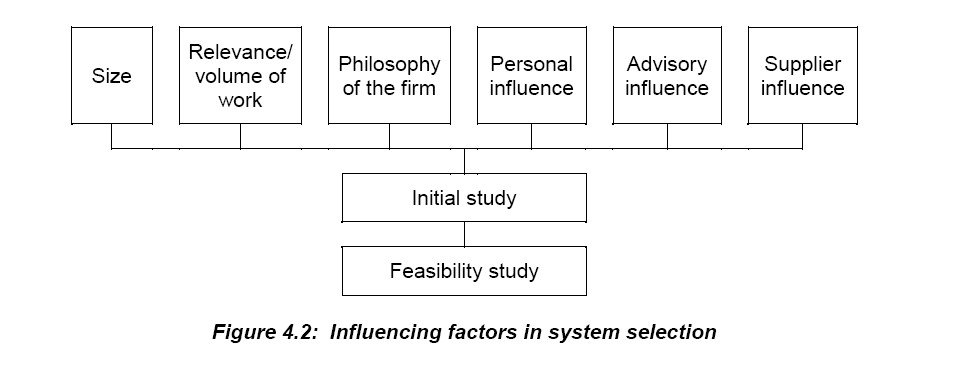 Size
Relevance/
volume of
work
Philosophy
of the firm
Personal
influence
Advisory
influence
Supplier
influence
Initial study
Feasibility study
Figure 4.2:  Influencing factors in system selection